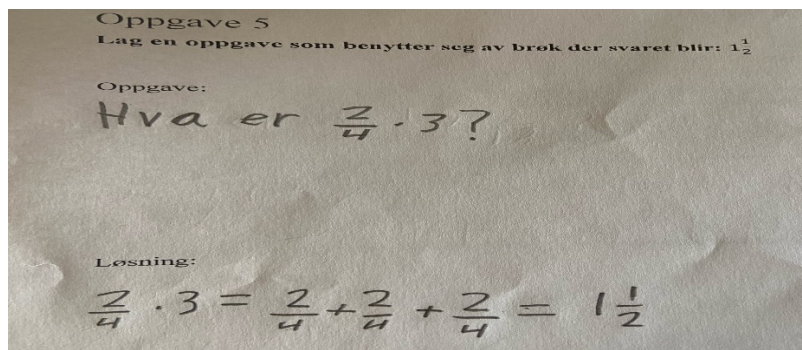 Oppgave 5
Lag en oppgave som benytter seg av brøk der svaret blir: 1½
Oppgave:
Hva er 2/4 · 3?
Løsning:
2/4 · 3 = 2/4 + 2/4 + 2/4 = 1 1/2